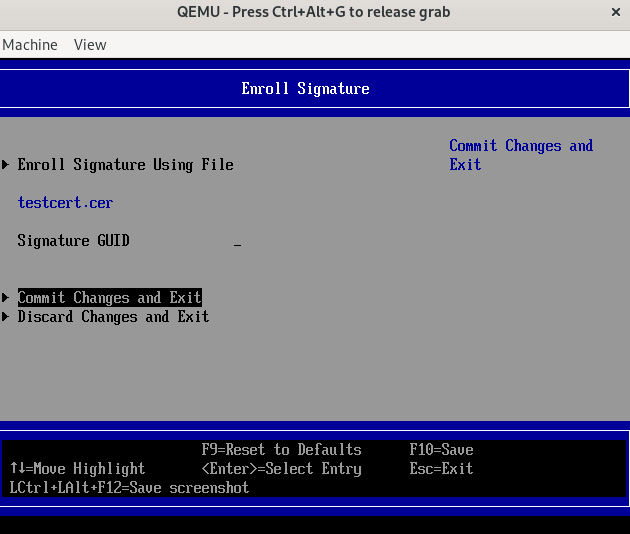 QEMU - Press Ctrl+Alt+G to release grab
Machine View
Enroll Signature
Commit Changes and
Exit
Enroll Signature Using File
testcert.cer
Signature GUID _
Commit Changes and Exit
Discard Changes and Exit
F9=Reset to Defaults F10=Save
↑↓=Move Highlight <Enter>=Select Entry Esc=Exit
LCtrl+LAlt+F12=Save screenshot